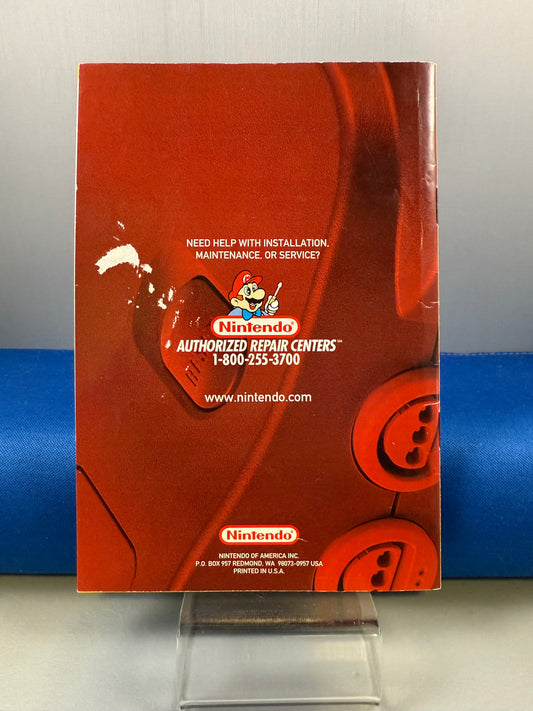 NEED HELP WITH INSTALLATION,
MAINTENANCE, OR SERVICE?
Nintendo®
AUTHORIZED REPAIR CENTERS℠
1-800-255-3700
www.nintendo.com
Nintendo®
NINTENDO OF AMERICA INC.
P.O. BOX 957 REDMOND, WA 98073-0957 USA
PRINTED IN U.S.A.